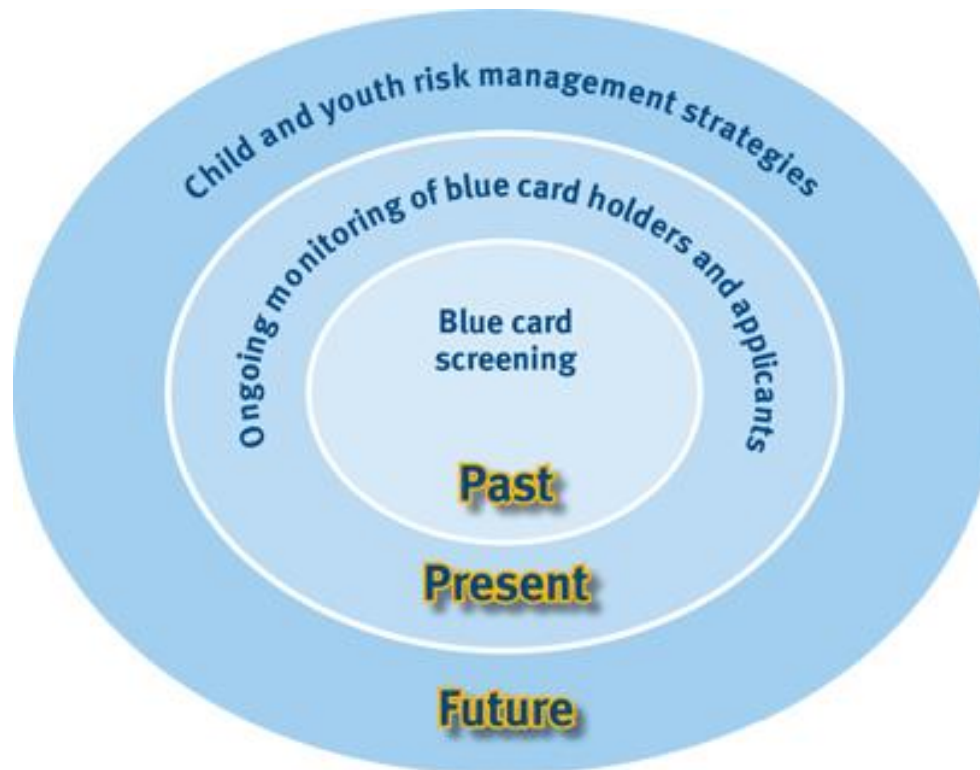 Child and youth risk management strategies
Ongoing monitoring of blue card holders and applicants
Blue card
screening
Past
Present
Future